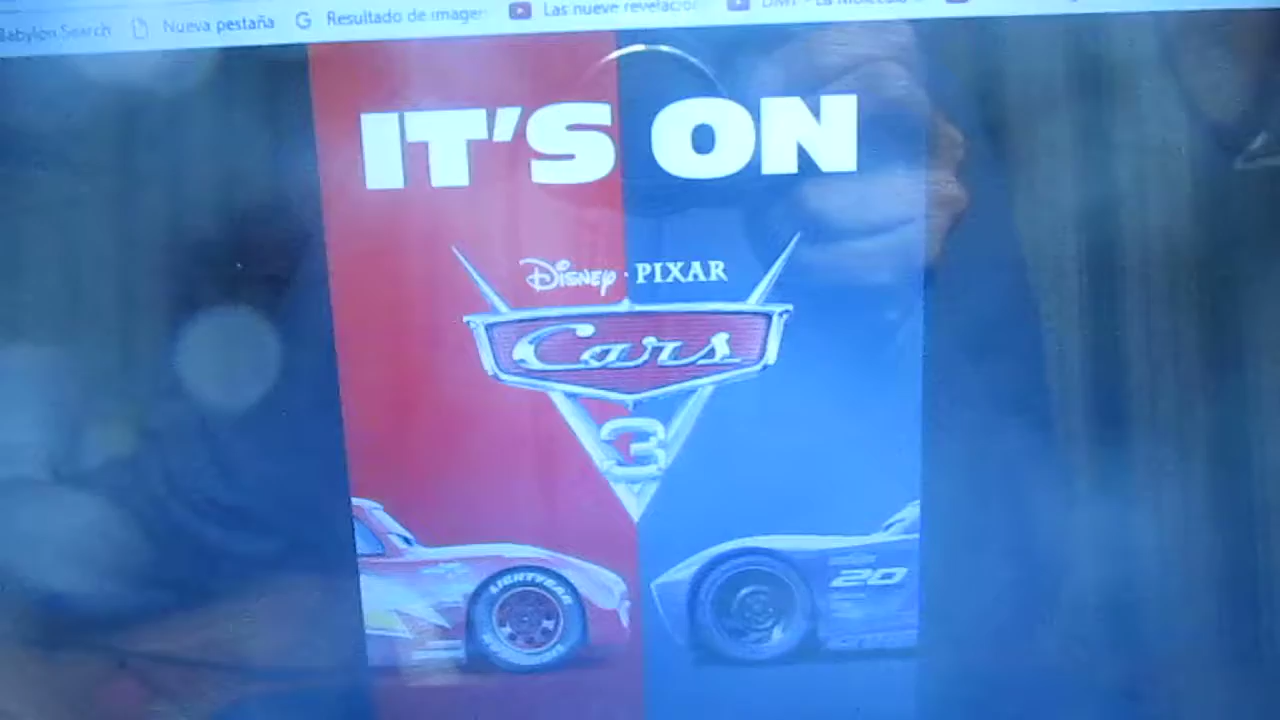 Babylon Search Nueva pestaña Resultado de imagen Las nueve revelacio
IT'S ON
DISNEY · PIXAR
Cars
3
LIGHTYEAR
20